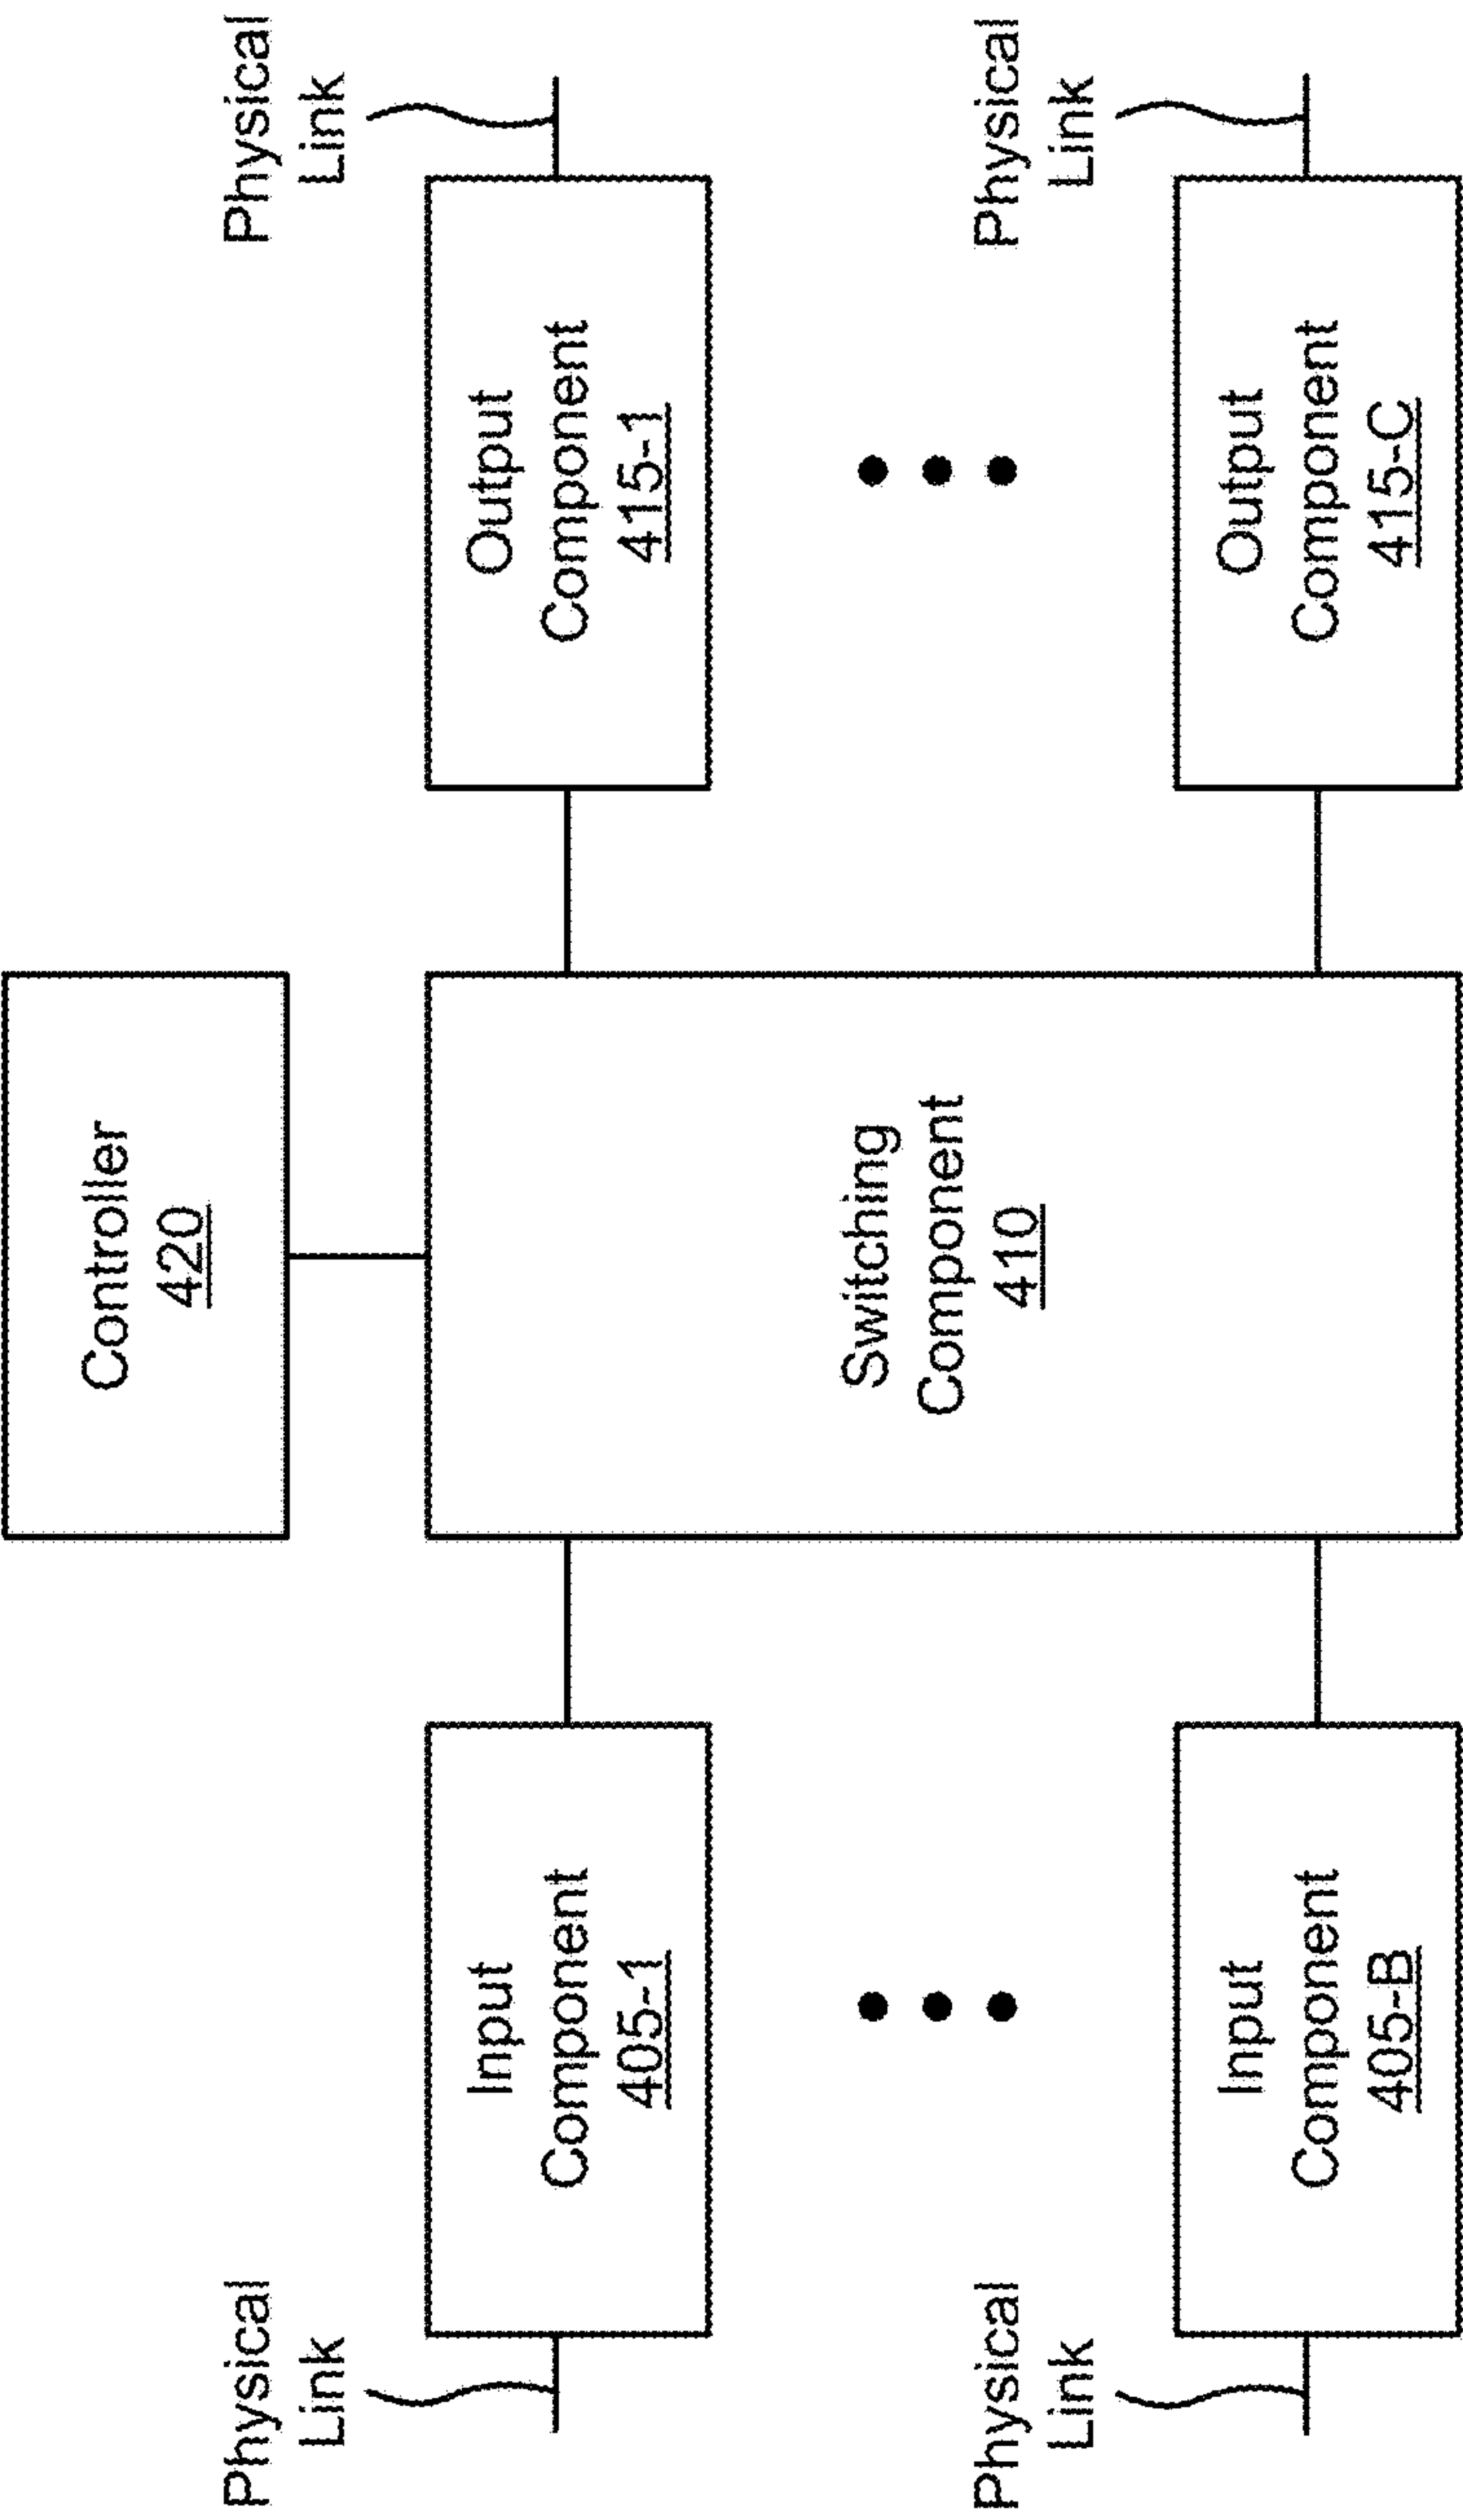 Controller
420
Physical
Link
Input
Component
405-1
Switching
Component
410
Output
Component
415-1
Physical
Link
Physical
Link
Input
Component
405-B
Output
Component
415-C
Physical
Link